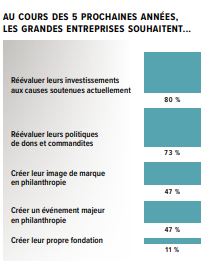 AU COURS DES 5 PROCHAINES ANNÉES,
LES GRANDES ENTREPRISES SOUHAITENT...
Réévaluer leurs investissements
aux causes soutenues actuellement
80 %
Réévaluer leurs politiques
de dons et commandites
73 %
Créer leur image de marque
en philanthropie
47 %
Créer un événement majeur
en philanthropie
47 %
Créer leur propre fondation
11 %